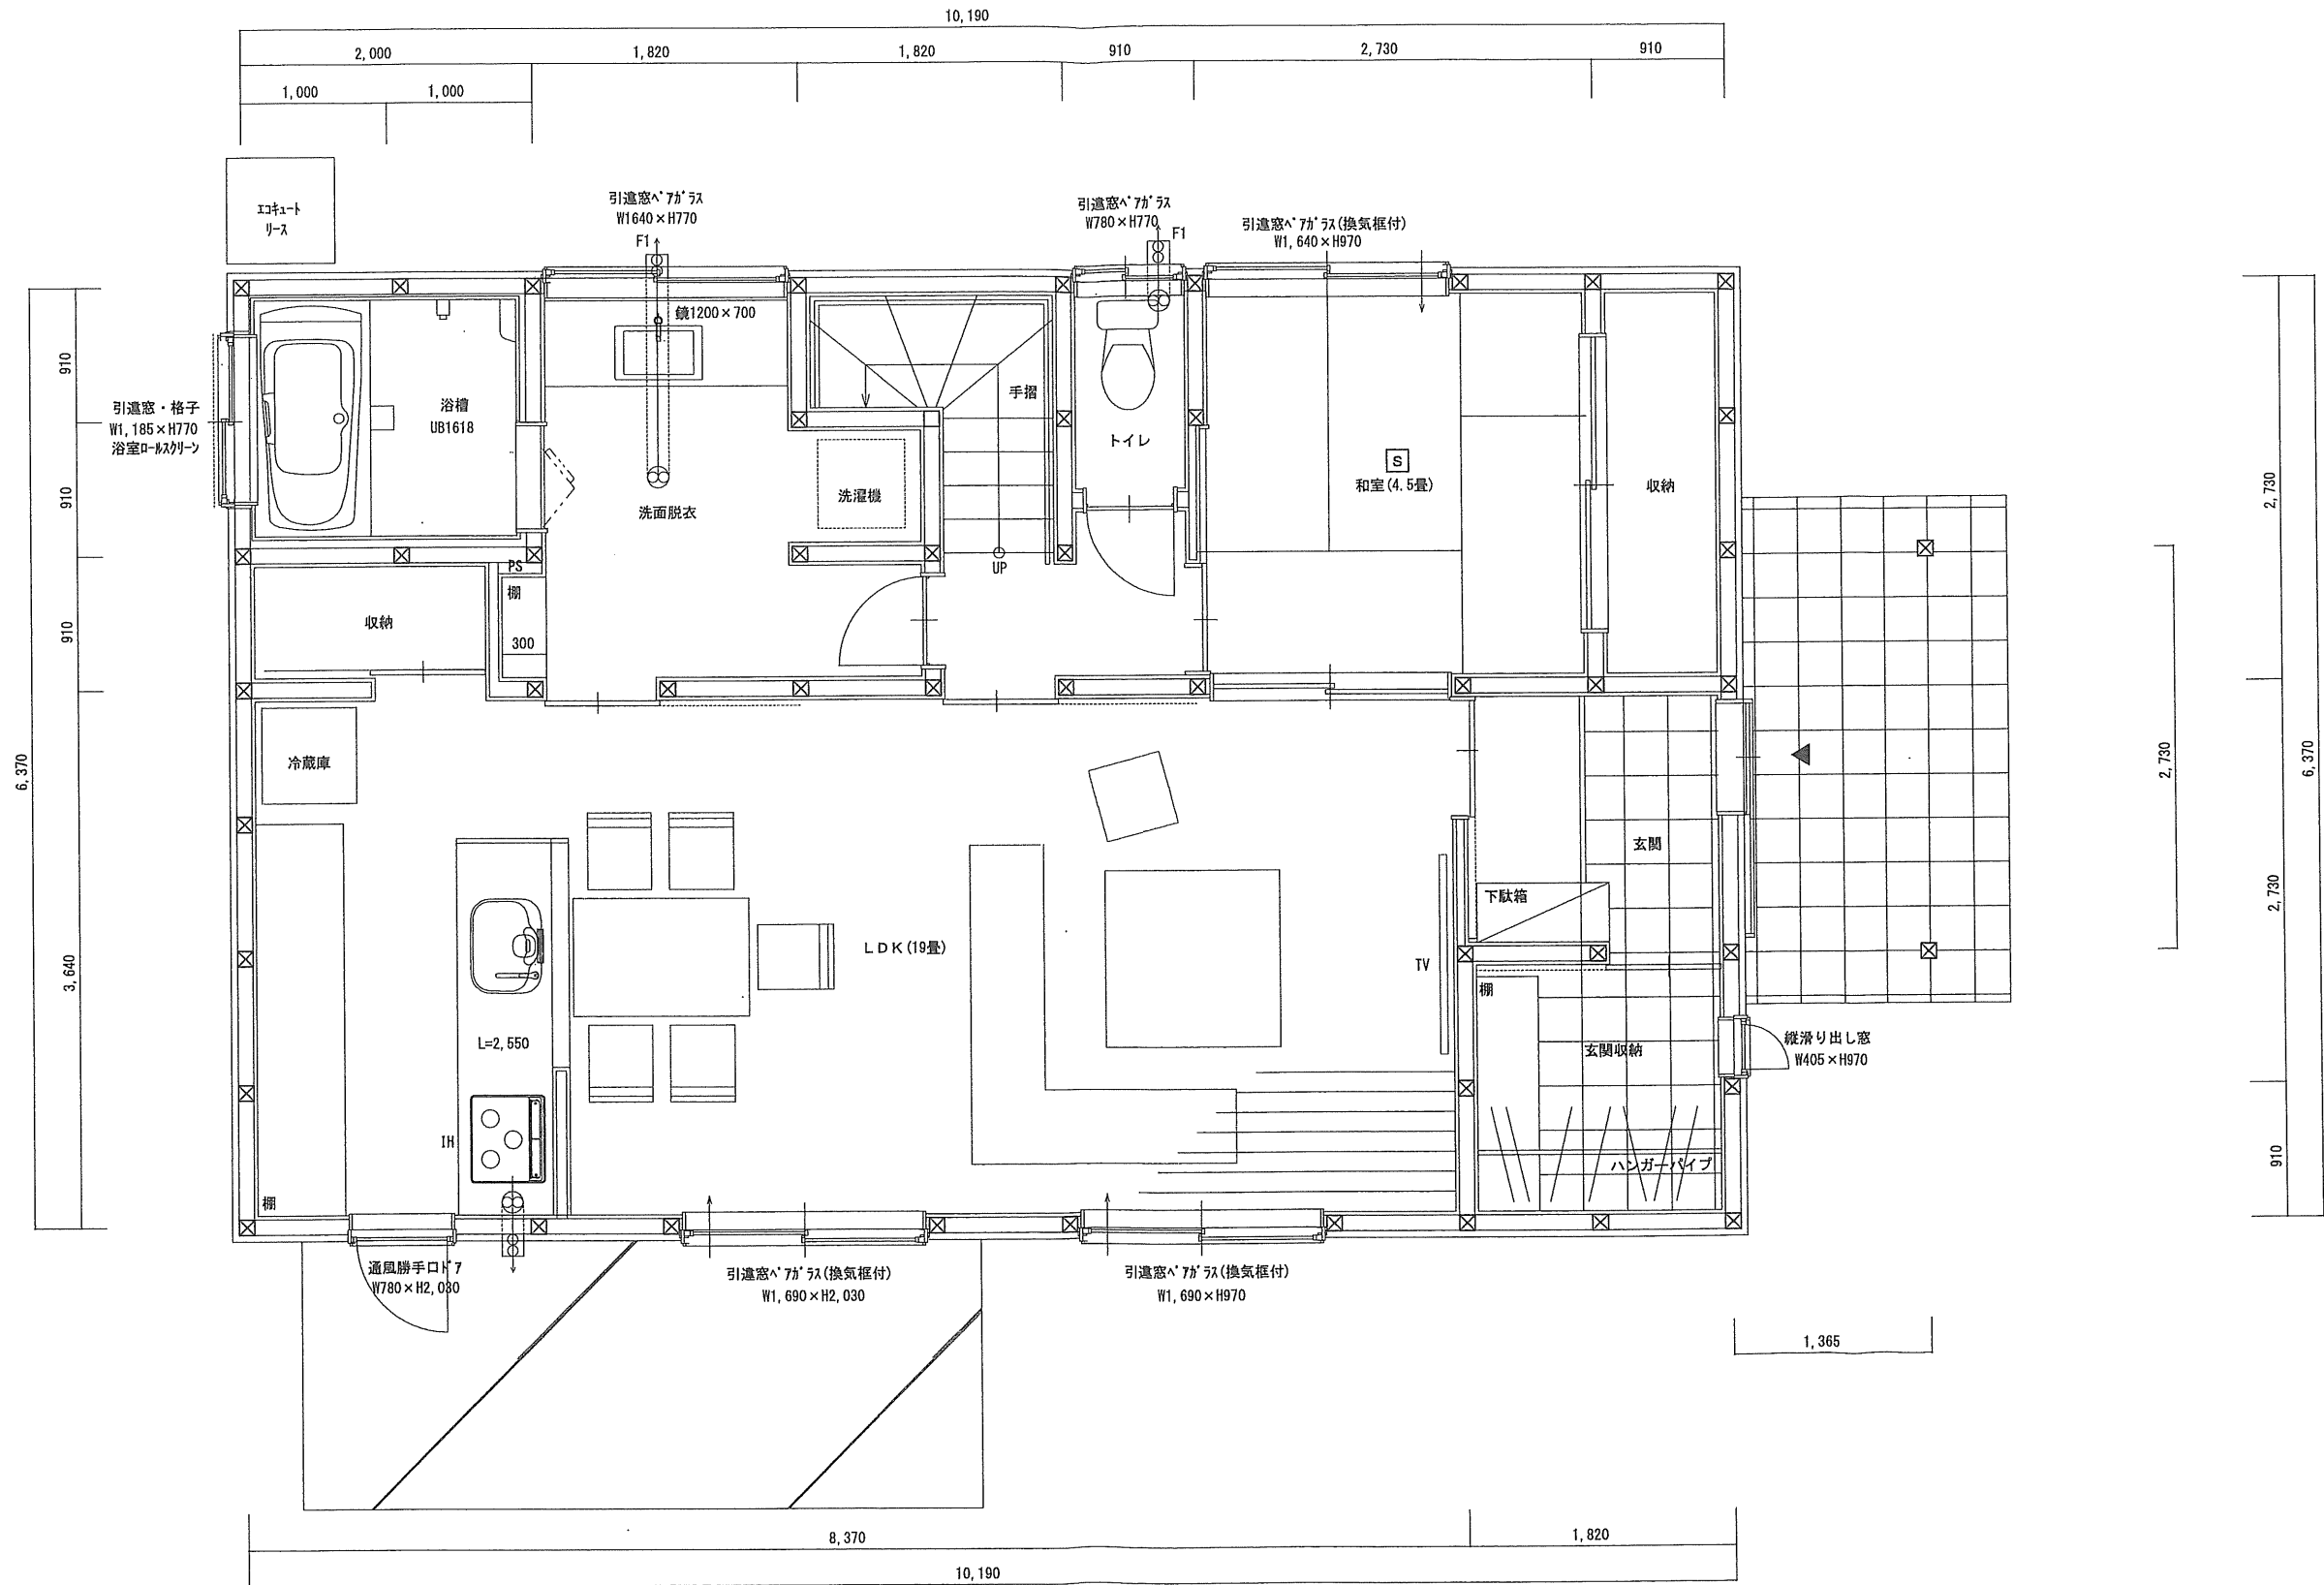 10,190
2,000
1,820
1,820
910
2,730
910
1,000
1,000
ｴｺｷｭｰﾄ
ﾘｰｽ
引違窓ﾍﾟｱｶﾞﾗｽ
W1640×H770
F1
引違窓ﾍﾟｱｶﾞﾗｽ
W780×H770
F1
引違窓ﾍﾟｱｶﾞﾗｽ(換気框付)
W1,640×H970
鏡1200×700
手摺
910
引違窓・格子
W1,185×H770
浴室ﾛｰﾙｽｸﾘｰﾝ
浴槽
UB1618
トイレ
S
和室(4.5畳)
収納
910
洗濯機
洗面脱衣
2,730
PS
棚
UP
収納
300
910
冷蔵庫
6,370
2,730
6,370
玄関
下駄箱
2,730
ＬＤＫ(19畳)
TV
3,640
棚
L=2,550
玄関収納
縦滑り出し窓
W405×H970
IH
ハンガーパイプ
910
棚
通風勝手口ﾄﾞｱ
W780×H2,030
引違窓ﾍﾟｱｶﾞﾗｽ(換気框付)
W1,690×H2,030
引違窓ﾍﾟｱｶﾞﾗｽ(換気框付)
W1,690×H970
1,365
8,370
1,820
10,190